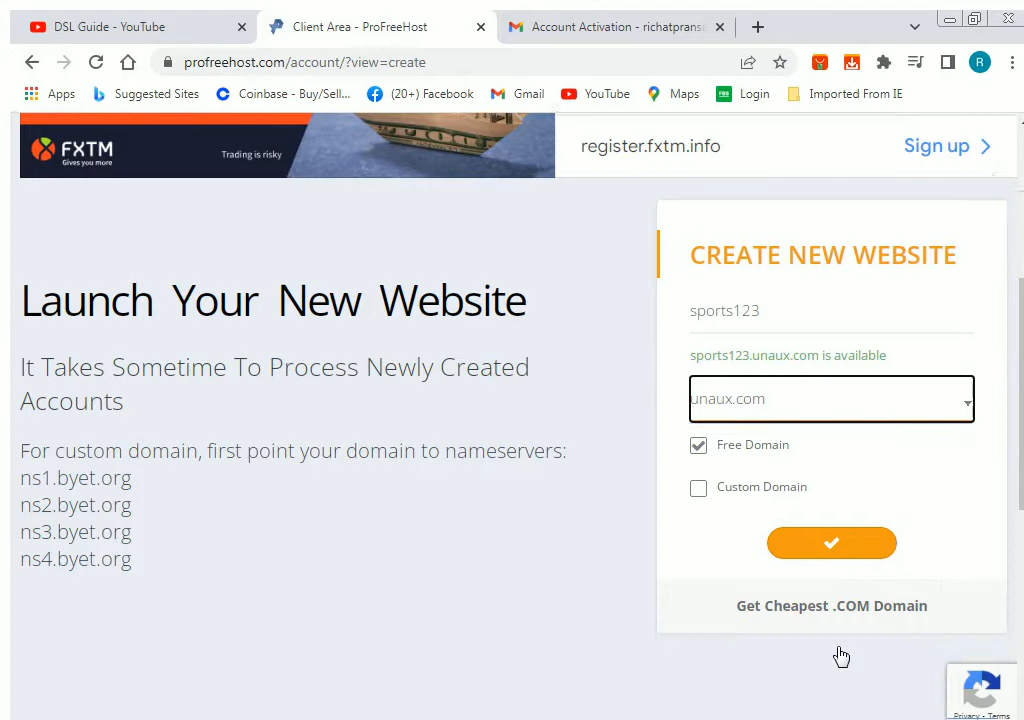 DSL Guide - YouTube
Client Area - ProFreeHost
Account Activation - richatpransi
profreehost.com/account/?view=create
R
Apps
Suggested Sites
Coinbase - Buy/Sell...
(20+) Facebook
Gmail
YouTube
Maps
Login
Imported From IE
FXTM
Gives you more
Trading is risky
register.fxtm.info
Sign up
CREATE NEW WEBSITE
sports123
sports123.unaux.com is available
unaux.com
Free Domain
Custom Domain
Get Cheapest .COM Domain
Launch Your New Website
It Takes Sometime To Process Newly Created
Accounts
For custom domain, first point your domain to nameservers:
ns1.byet.org
ns2.byet.org
ns3.byet.org
ns4.byet.org
Privacy - Terms